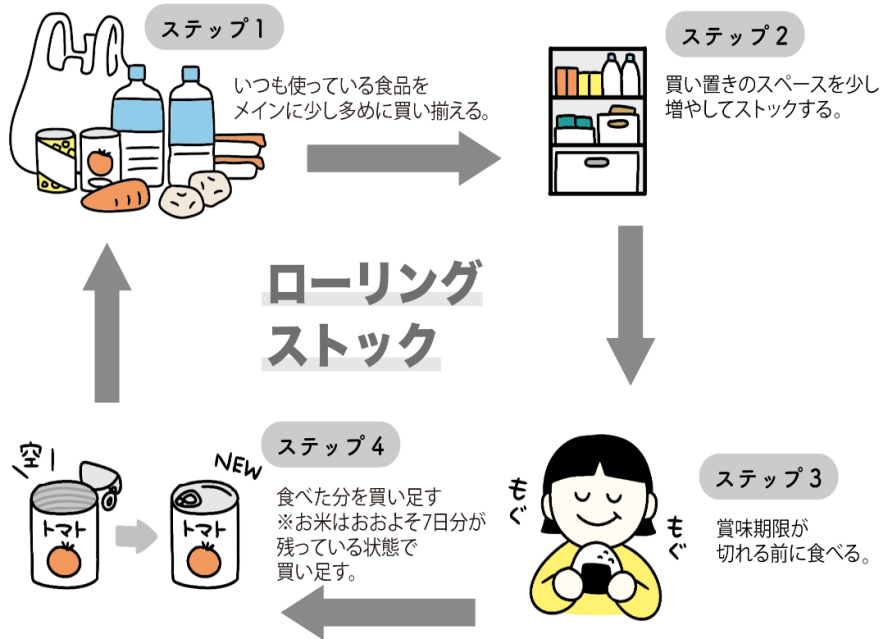 ステップ1
いつも使っている食品を
メインに少し多めに買い揃える。
ステップ2
買い置きのスペースを少し
増やしてストックする。
ローリング
ストック
ステップ3
賞味期限が
切れる前に食べる。
もぐ
もぐ
ステップ4
食べた分を買い足す
※お米はおおよそ7日分が
残っている状態で
買い足す。
空!
トマト
NEW
トマト